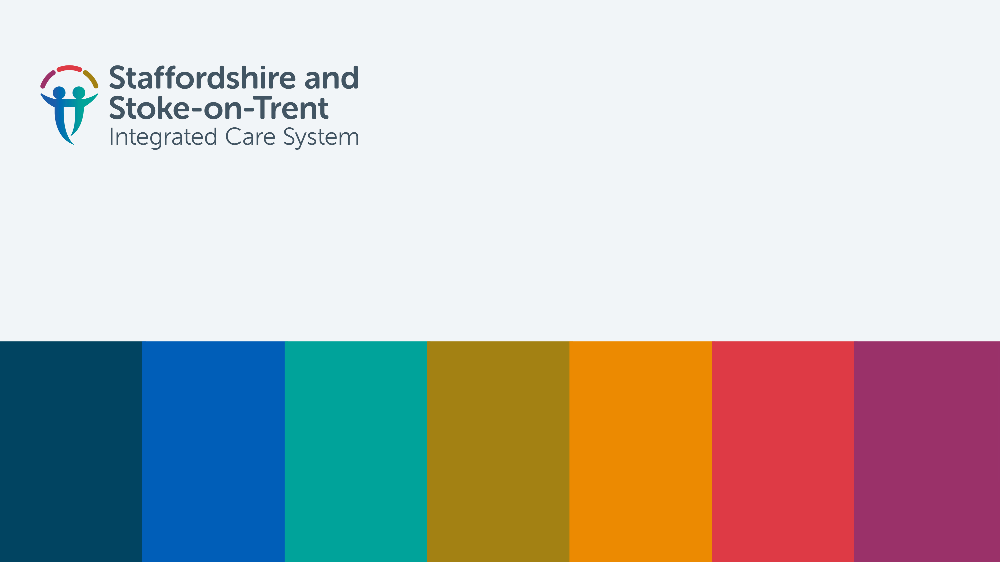 Staffordshire and
Stoke-on-Trent
Integrated Care System